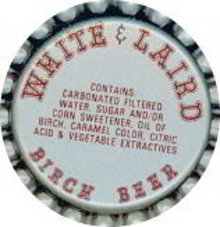 WHITE & LAIRD
CONTAINS:
CARBONATED FILTERED
WATER, SUGAR AND/OR
CORN SWEETENER, OIL OF
BIRCH, CARAMEL COLOR, CITRIC
ACID & VEGETABLE EXTRACTIVES.
BIRCH BEER